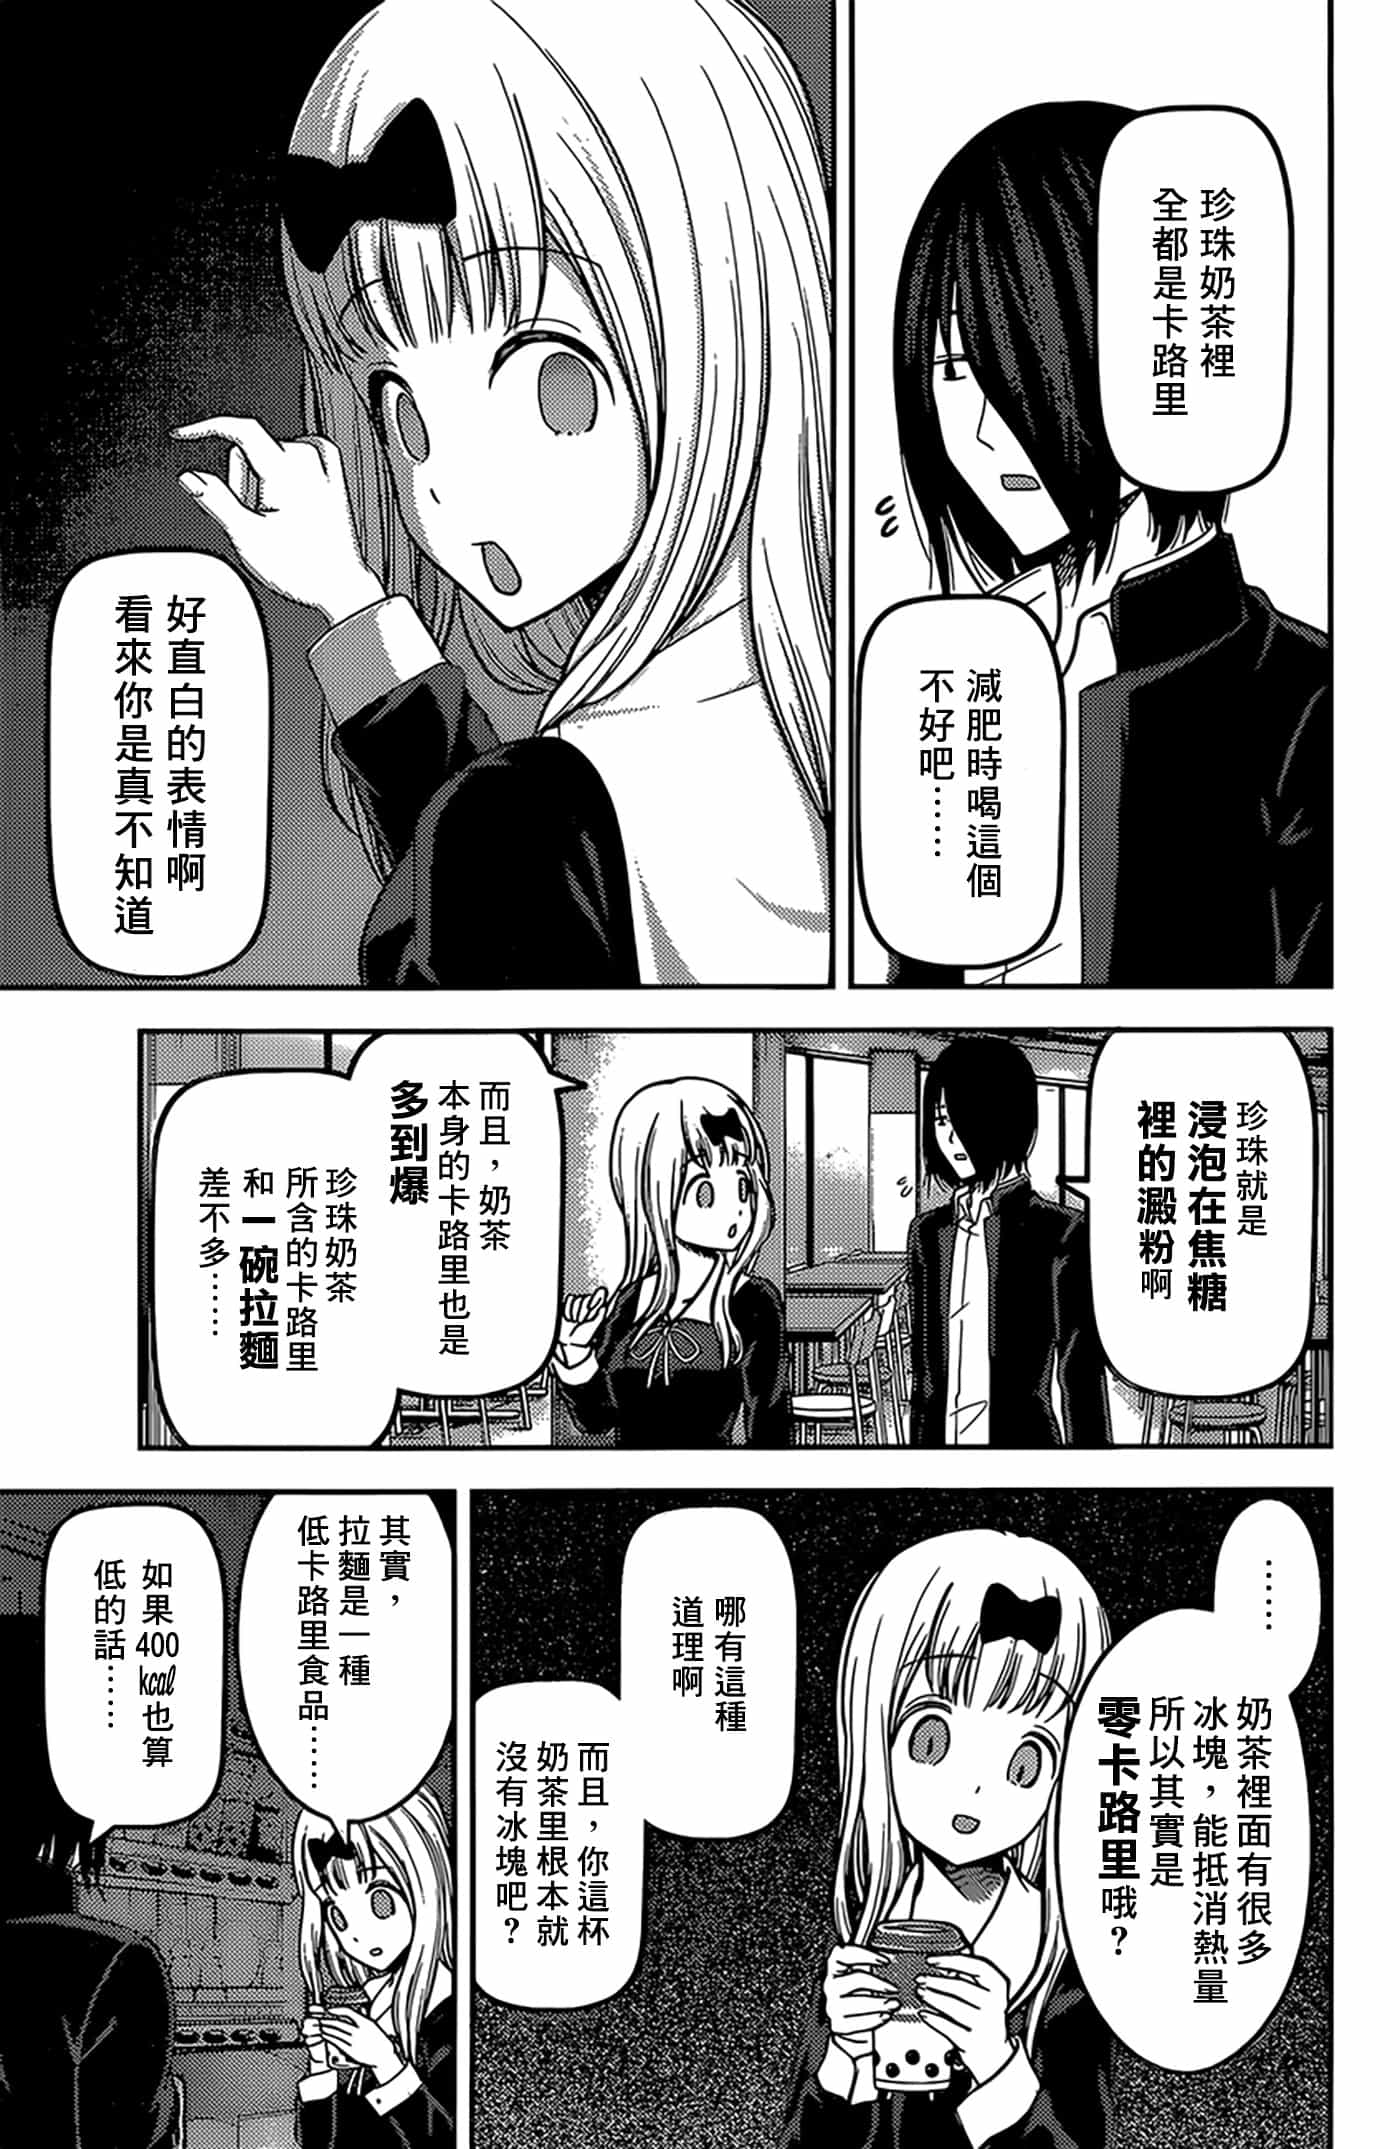 珍珠奶茶裡
全都是卡路里
減肥時喝這個
不好吧……
好直白的表情啊
看來你是真不知道
珍珠就是
浸泡在焦糖
裡的澱粉啊
而且，奶茶
本身的卡路里也是
多到爆
珍珠奶茶
所含的卡路里
和一碗拉麵
差不多……
……
奶茶裡面有很多
冰塊，能抵消熱量
所以其實是
零卡路里哦？
哪有這種
道理啊
而且，你這杯
奶茶里根本就
沒有冰塊吧？
其實，
拉麵是一種
低卡路里食品……
如果400
kcal也算
低的話……